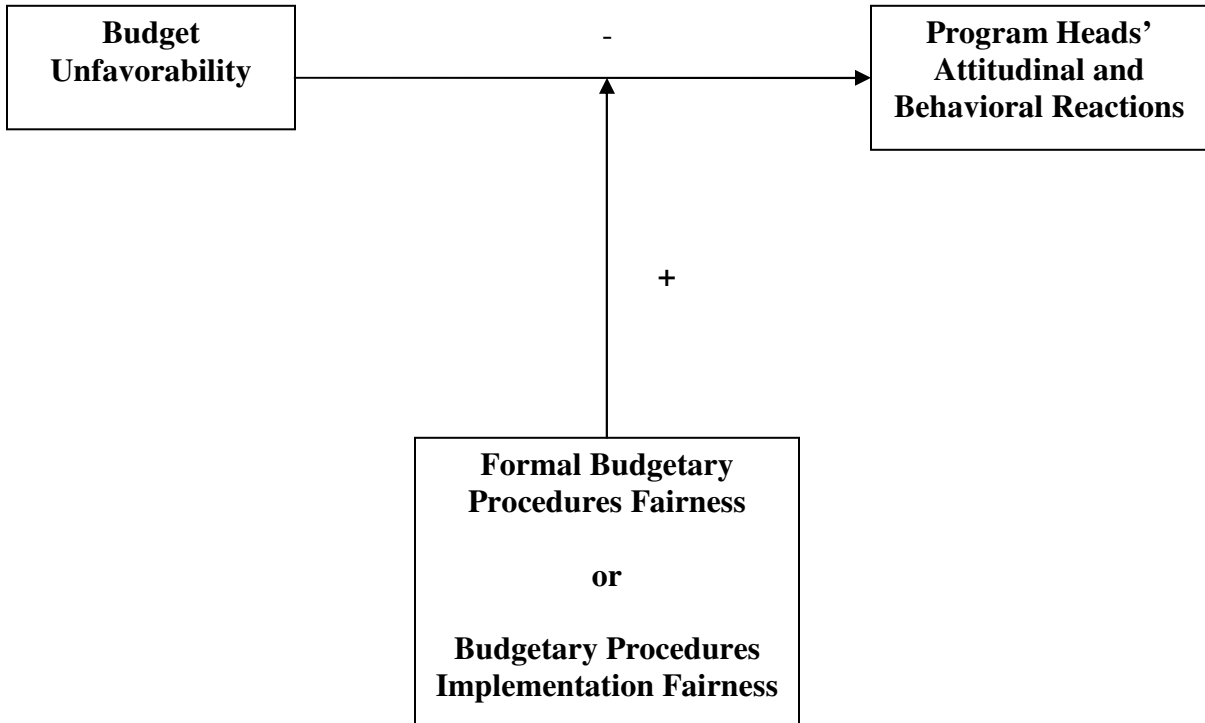 Budget
Unfavorability
-
Program Heads’
Attitudinal and
Behavioral Reactions
+
Formal Budgetary
Procedures Fairness
or
Budgetary Procedures
Implementation Fairness